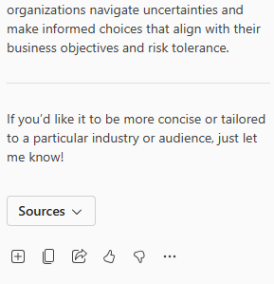 organizations navigate uncertainties and
make informed choices that align with their
business objectives and risk tolerance.
If you'd like it to be more concise or tailored
to a particular industry or audience, just let
me know!
Sources